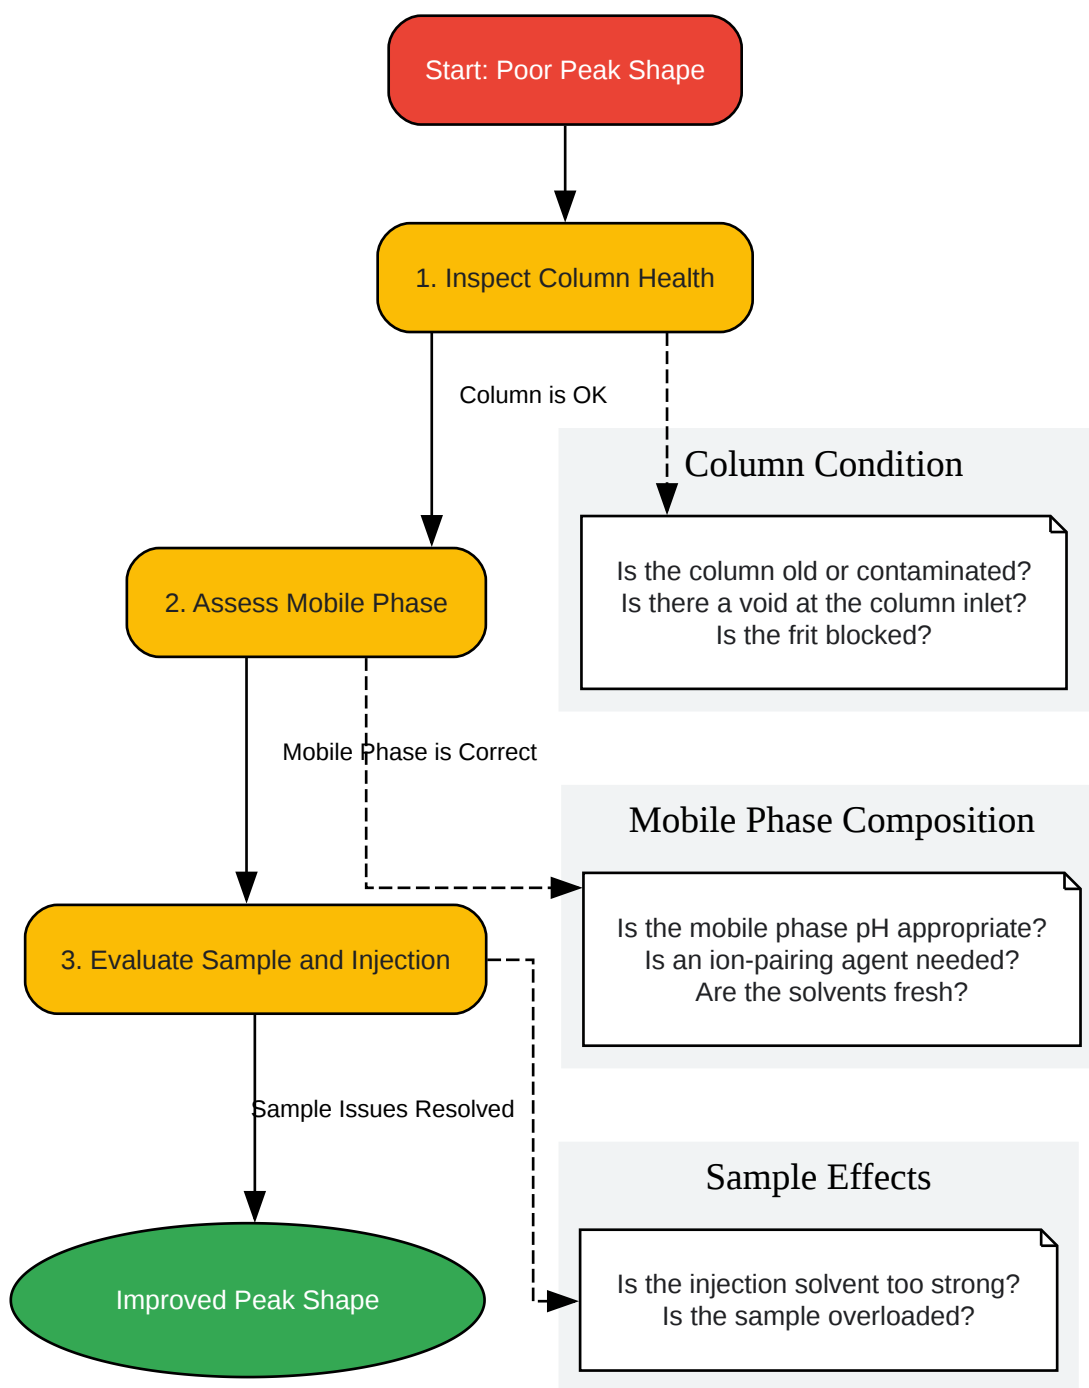 Start: Poor Peak Shape
1. Inspect Column Health
Column is OK
Column Condition
Is the column old or contaminated?
Is there a void at the column inlet?
Is the frit blocked?
2. Assess Mobile Phase
Mobile Phase is Correct
Mobile Phase Composition
Is the mobile phase pH appropriate?
Is an ion-pairing agent needed?
Are the solvents fresh?
3. Evaluate Sample and Injection
Sample Issues Resolved
Sample Effects
Is the injection solvent too strong?
Is the sample overloaded?
Improved Peak Shape